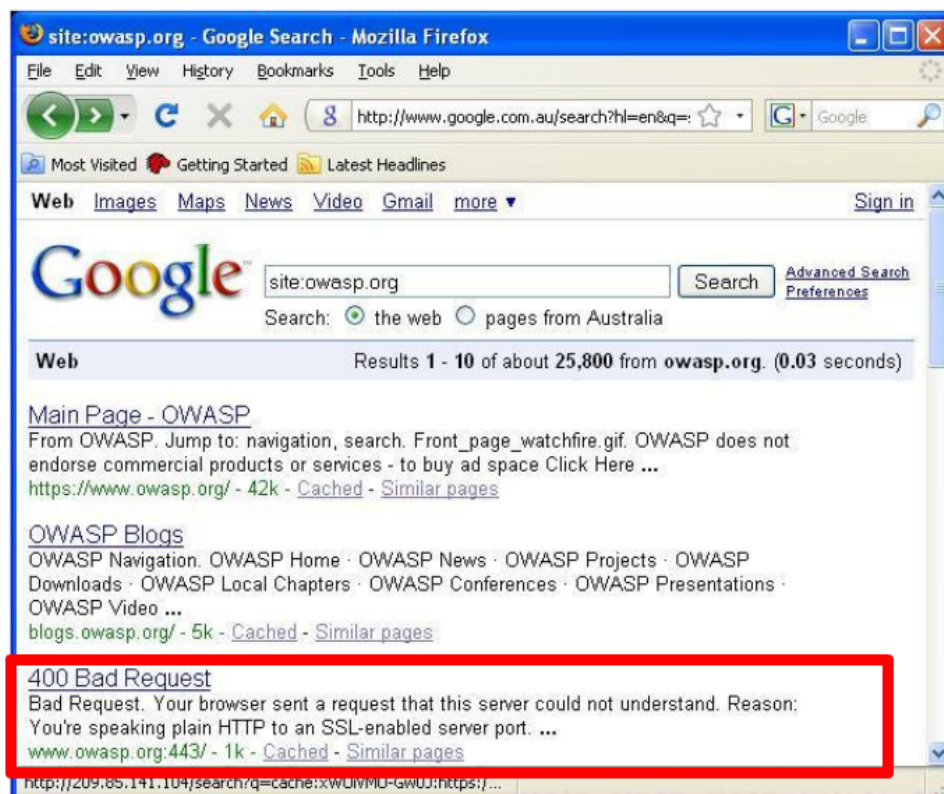 site:owasp.org - Google Search - Mozilla Firefox
File Edit View History Bookmarks Tools Help
http://www.google.com.au/search?hl=en&q=: G Google
Most Visited Getting Started Latest Headlines
Web Images Maps News Video Gmail more ▼ Sign in
Google™ site:owasp.org Search Advanced Search
Preferences
Search: the web pages from Australia
Web Results 1 - 10 of about 25,800 from owasp.org. (0.03 seconds)
Main Page - OWASP
From OWASP. Jump to: navigation, search. Front_page_watchfire.gif. OWASP does not
endorse commercial products or services - to buy ad space Click Here ...
https://www.owasp.org/ - 42k - Cached - Similar pages
OWASP Blogs
OWASP Navigation. OWASP Home · OWASP News · OWASP Projects · OWASP
Downloads · OWASP Local Chapters · OWASP Conferences · OWASP Presentations ·
OWASP Video ...
blogs.owasp.org/ - 5k - Cached - Similar pages
400 Bad Request
Bad Request. Your browser sent a request that this server could not understand. Reason:
You're speaking plain HTTP to an SSL-enabled server port. ...
www.owasp.org:443/ - 1k - Cached - Similar pages